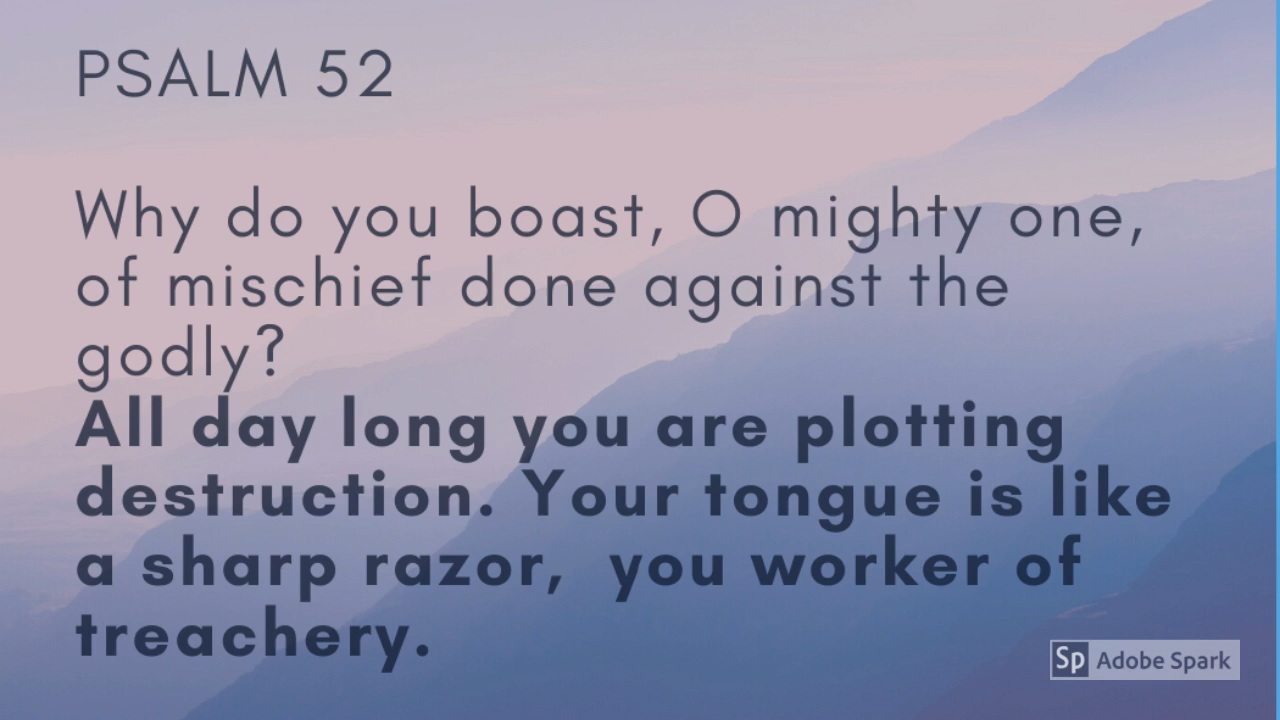 PSALM 52
Why do you boast, O mighty one,
of mischief done against the
godly?
All day long you are plotting
destruction. Your tongue is like
a sharp razor,  you worker of
treachery.
Sp Adobe Spark